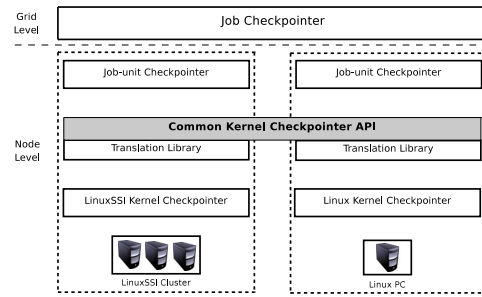 Grid
Level
Job Checkpointer
Job-unit Checkpointer
Job-unit Checkpointer
Common Kernel Checkpointer API
Node
Level
Translation Library
Translation Library
LinuxSSI Kernel Checkpointer
Linux Kernel Checkpointer
LinuxSSI Cluster
Linux PC